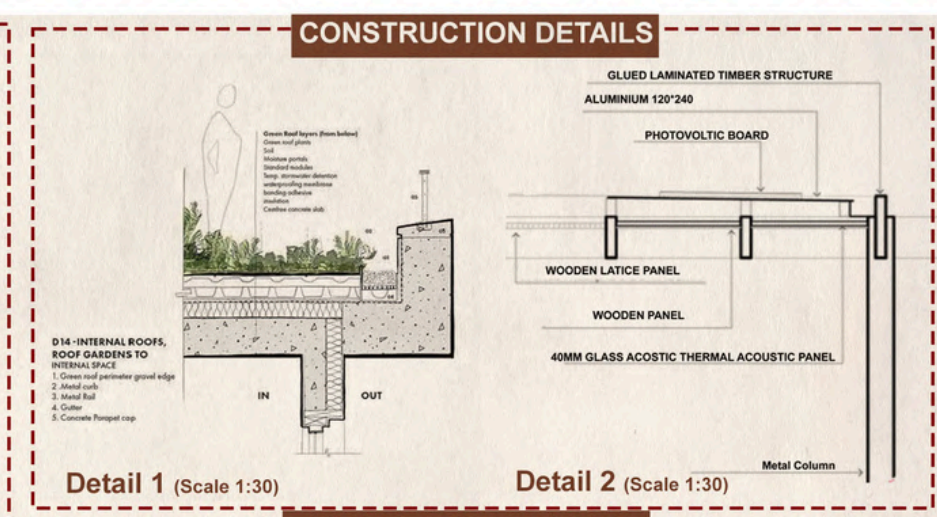 CONSTRUCTION DETAILS
Green Roof layers (from below)
Green roof plants
Soil
Moisture portals
Standard modules
Temp. stormwater detention
waterproofing membrane
bonding adhesive
insulation
concrete slab
D14 -INTERNAL ROOFS,
ROOF GARDENS TO
INTERNAL SPACE
1. Green roof perimeter gravel edge
2 .Metal curb
3. Metal Rail
4. Gutter
5. Concrete Parapet cap
IN
OUT
Detail 1 (Scale 1:30)
GLUED LAMINATED TIMBER STRUCTURE
ALUMINIUM 120*240
PHOTOVOLTIC BOARD
WOODEN LATICE PANEL
WOODEN PANEL
40MM GLASS ACOSTIC THERMAL ACOUSTIC PANEL
Metal Column
Detail 2 (Scale 1:30)